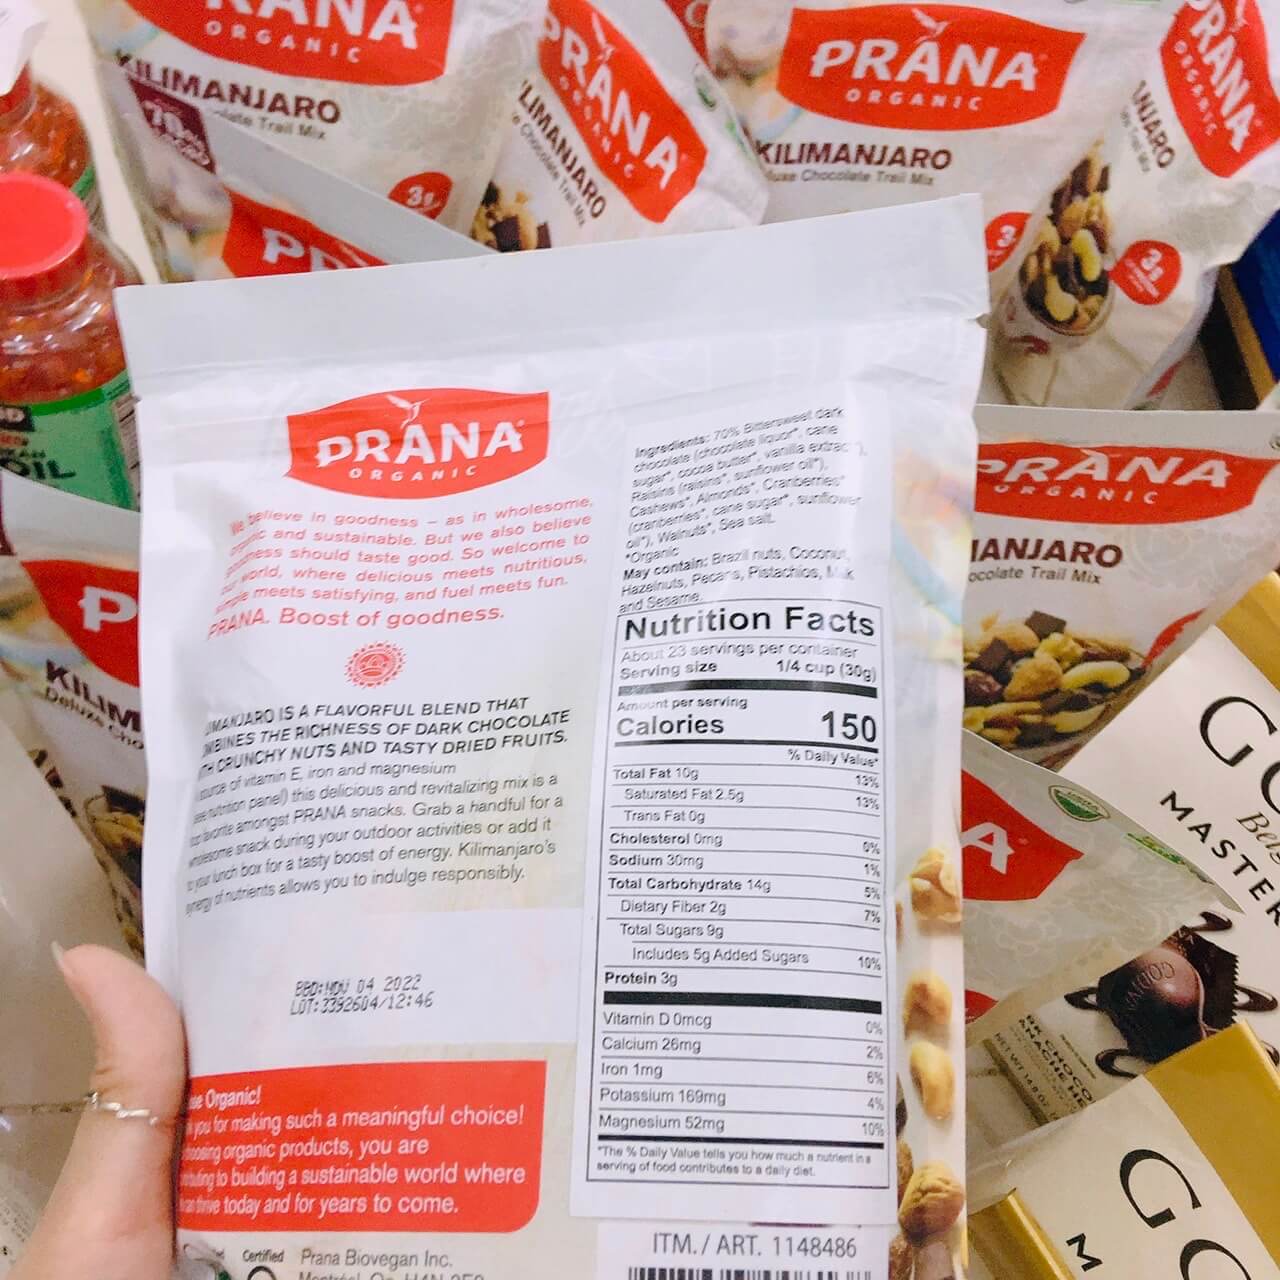 PRANA
ORGANIC
KILIMANJARO
Trail Mix
PRANA
ORGANIC
Chocolate Trail Mix
PRANA
ORGANIC
KILIMANJARO
Chocolate Trail Mix
PRANA
ORGANIC
PRANA
ORGANIC
We believe in goodness – as in wholesome,
and sustainable. But we also believe
should taste good. So welcome to
world, where delicious meets nutritious,
meets satisfying, and fuel meets fun.
PRANA. Boost of goodness.
IS A FLAVORFUL BLEND THAT
THE RICHNESS OF DARK CHOCOLATE
CRUNCHY NUTS AND TASTY DRIED FRUITS.
of vitamin E, iron and magnesium
nutrition panel) this delicious and revitalizing mix is a
favorite amongst PRANA snacks. Grab a handful for a
wholesome snack during your outdoor activities or add it
your lunch box for a tasty boost of energy. Kilimanjaro's
of nutrients allows you to indulge responsibly.
BBD: NOV 04 2022
LOT: 3392604/12:46
Organic!
you for making such a meaningful choice!
organic products, you are
to building a sustainable world where
thrive today and for years to come.
Certified
Prana Biovegan Inc.
Ingredients: 70% Bittersweet dark
chocolate (chocolate liquor*, cane
sugar*, cocoa butter*, vanilla
Raisins (raisins*, sunflower oil*),
Cashews*, Almonds*, Cranberries*
(cranberries*, cane sugar*, sunflower
oil*), Walnuts*, Sea salt.
*Organic
May contain: Brazil nuts, Coconut,
Hazelnuts, Pecans, Pistachios, Milk
and Sesame.
Nutrition Facts
About 23 servings per container
Serving size 1/4 cup (30g)
Amount per serving
Calories 150
% Daily Value*
Total Fat 10g 13%
Saturated Fat 2.5g 13%
Trans Fat 0g
Cholesterol 0mg 0%
Sodium 30mg 1%
Total Carbohydrate 14g 5%
Dietary Fiber 2g 7%
Total Sugars 9g
Includes 5g Added Sugars 10%
Protein 3g
Vitamin D 0mcg 0%
Calcium 26mg 2%
Iron 1mg 6%
Potassium 169mg 4%
Magnesium 52mg 10%
*The % Daily Value tells you how much a nutrient in a
serving of food contributes to a daily diet.
ITM. / ART. 1148486
PRANA
ORGANIC
Trail Mix
OIL